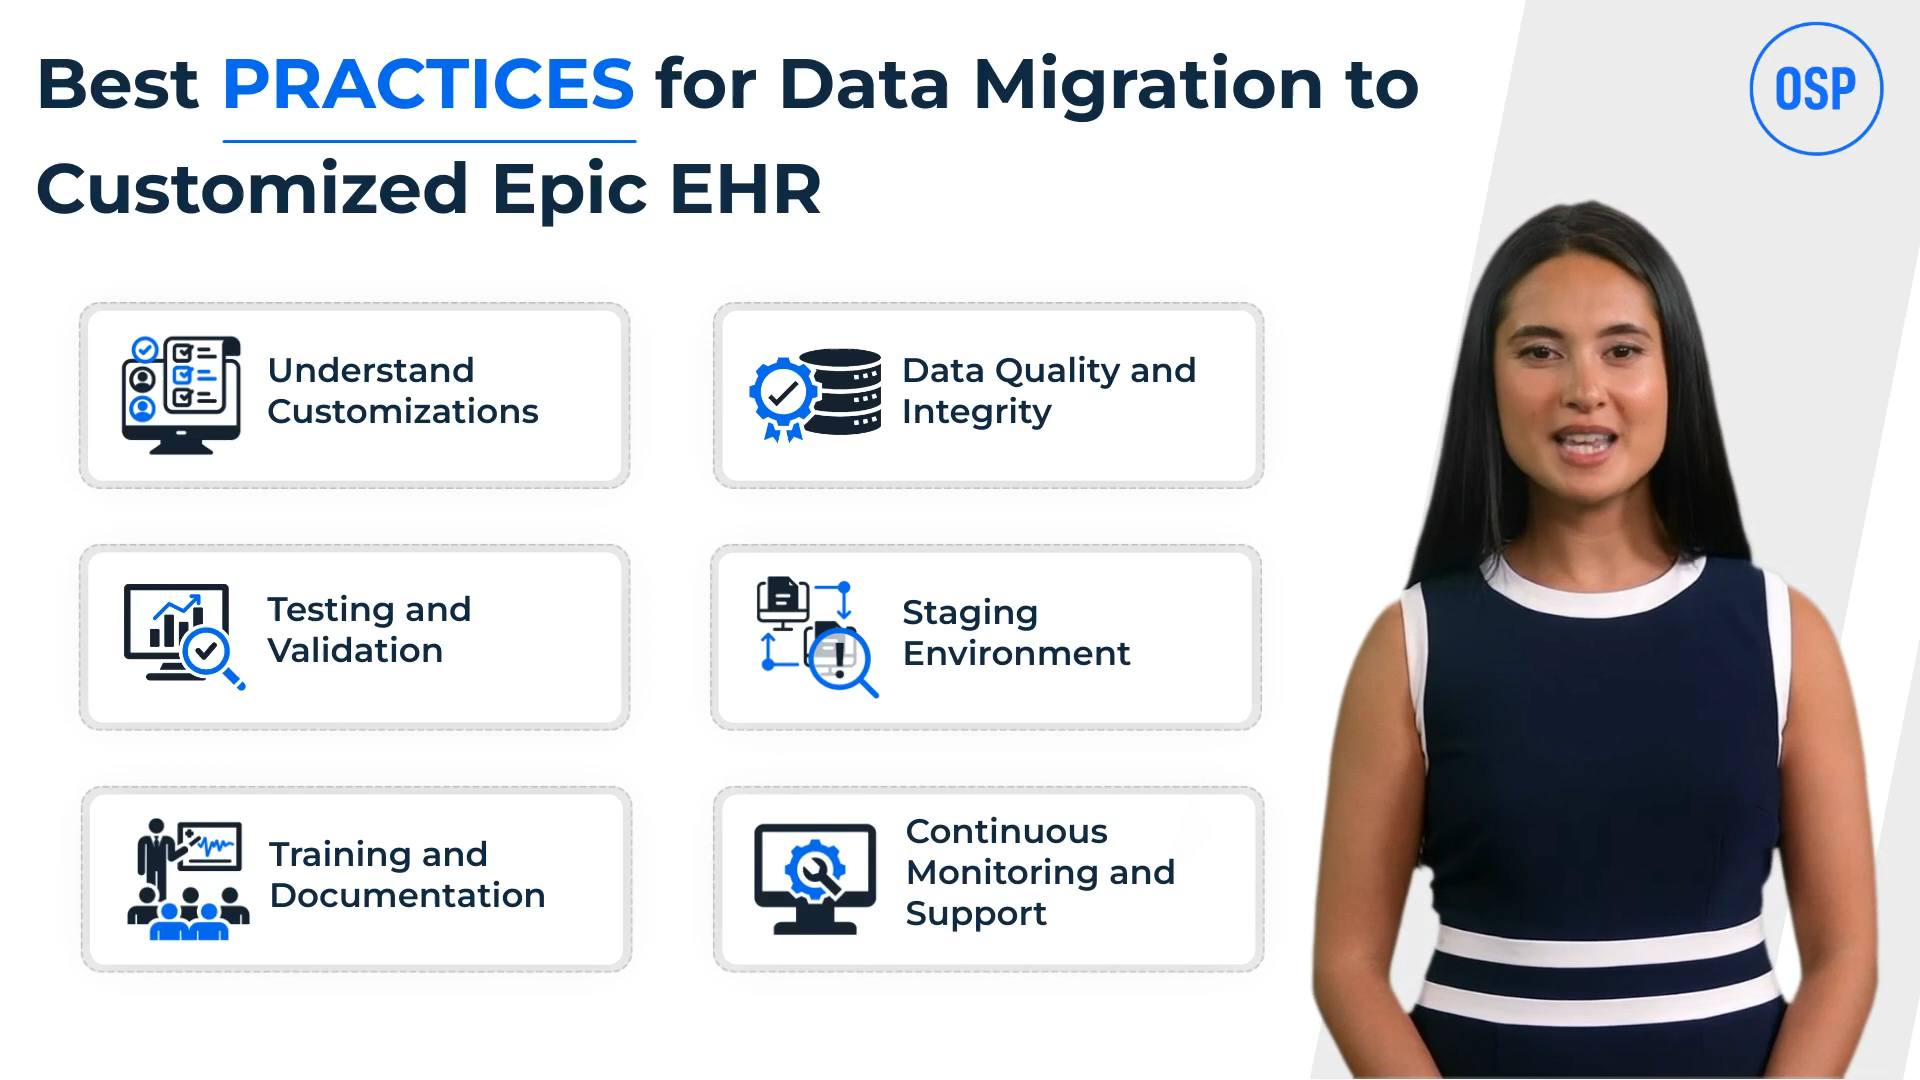 Best PRACTICES for Data Migration to
Customized Epic EHR
OSP
Understand
Customizations
Data Quality and
Integrity
Testing and
Validation
Staging
Environment
Training and
Documentation
Continuous
Monitoring and
Support